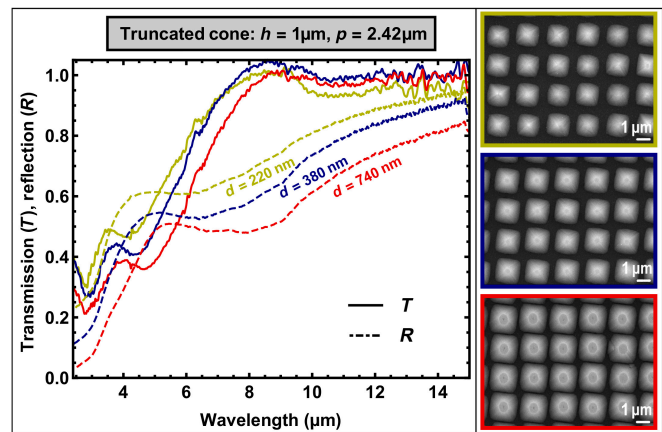 Truncated cone: h = 1µm, p = 2.42µm
Transmission (T), reflection (R)
1.0
0.8
0.6
0.4
0.2
0.0
d = 220 nm
d = 380 nm
d = 740 nm
T
R
4 6 8 10 12 14
Wavelength (µm)
1 µm
1 µm
1 µm